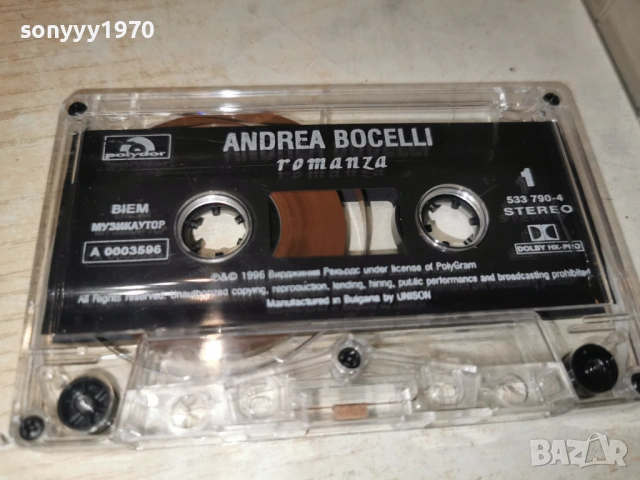 sonyyy1970
polydor
ANDREA BOCELLI
romanza
1
BIEM
МУЗИКАУТОР
A 0003596
533 790-4
STEREO
DOLBY HX-PRO
℗&© 1996 Вирджиния Рекърдс under license of PolyGram
All Rights reserved. Unauthorized copying, reproduction, lending, hiring, public performance and broadcasting prohibited
Manufactured in Bulgaria by UNISON
BAZAR